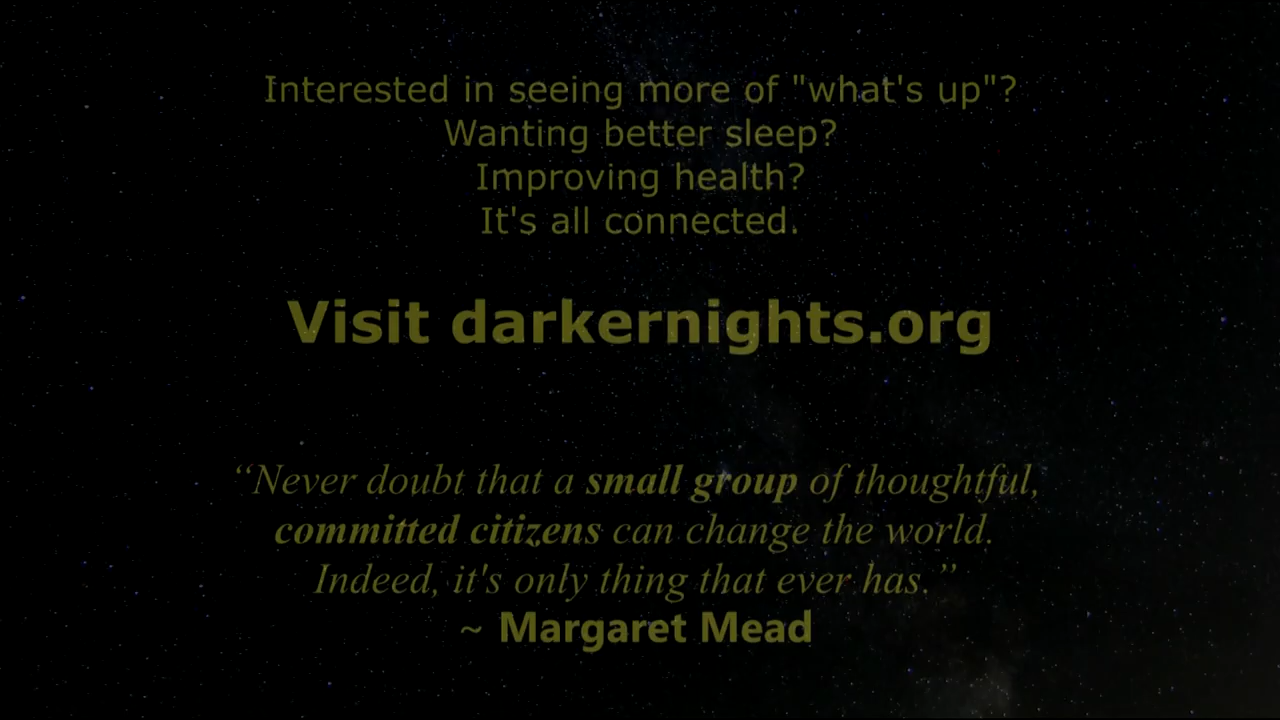 Interested in seeing more of "what's up"?
Wanting better sleep?
Improving health?
It's all connected.
Visit darkernights.org
“Never doubt that a small group of thoughtful,
committed citizens can change the world.
Indeed, it's only thing that ever has.”
~ Margaret Mead